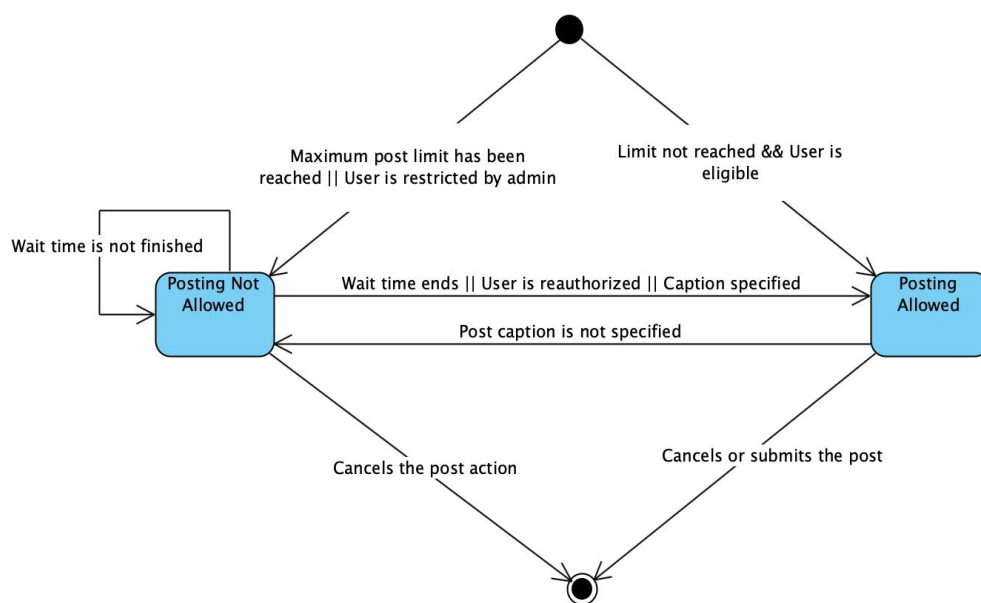 Maximum post limit has been
reached || User is restricted by admin
Limit not reached && User is
eligible
Wait time is not finished
Posting Not
Allowed
Wait time ends || User is reauthorized || Caption specified
Posting
Allowed
Post caption is not specified
Cancels the post action
Cancels or submits the post